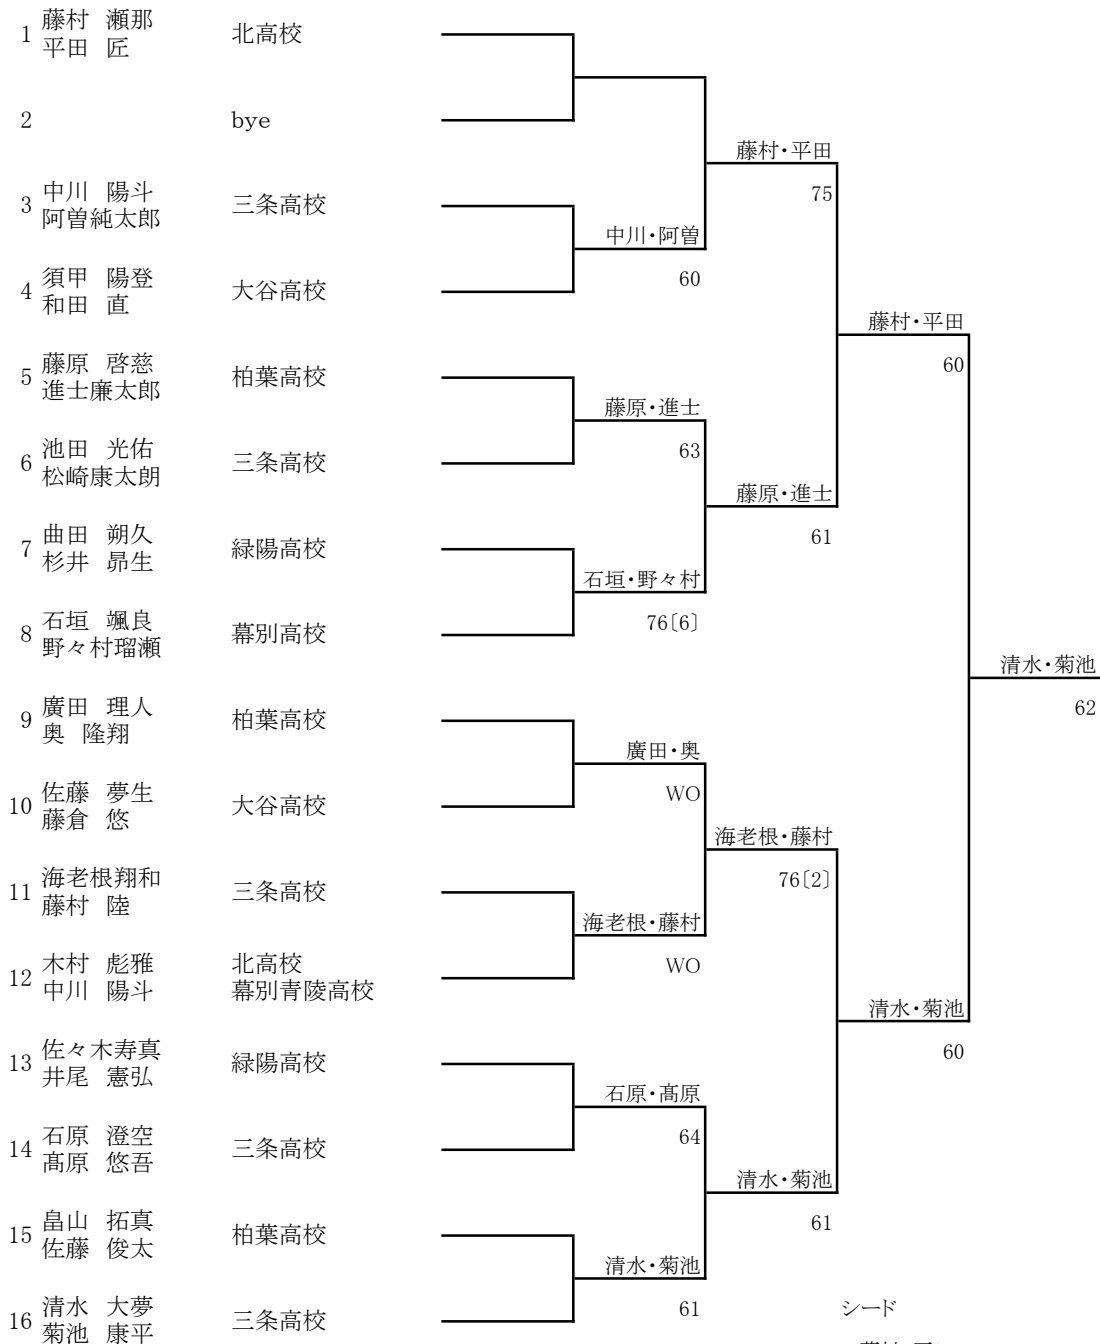 1 藤村 瀬那 北高校
平田 匠
2 bye
藤村・平田
75
3 中川 陽斗 三条高校
阿曽純太郎
中川・阿曽
60
4 須甲 陽登 大谷高校
和田 直
藤村・平田
60
5 藤原 啓慈 柏葉高校
進士廉太郎
藤原・進士
63
6 池田 光佑 三条高校
松崎康太朗
藤原・進士
61
7 曲田 朔久 緑陽高校
杉井 昴生
石垣・野々村
76〔6〕
8 石垣 颯良 幕別高校
野々村瑠瀬
清水・菊池
62
9 廣田 理人 柏葉高校
奥 隆翔
廣田・奥
WO
10 佐藤 夢生 大谷高校
藤倉 悠
海老根・藤村
76〔2〕
11 海老根翔和 三条高校
藤村 陸
海老根・藤村
WO
12 木村 彪雅 北高校
中川 陽斗 幕別青陵高校
清水・菊池
60
13 佐々木寿真 緑陽高校
井尾 憲弘
石原・髙原
64
14 石原 澄空 三条高校
髙原 悠吾
清水・菊池
61
15 畠山 拓真 柏葉高校
佐藤 俊太
清水・菊池
61
16 清水 大夢 三条高校
菊池 康平
シード